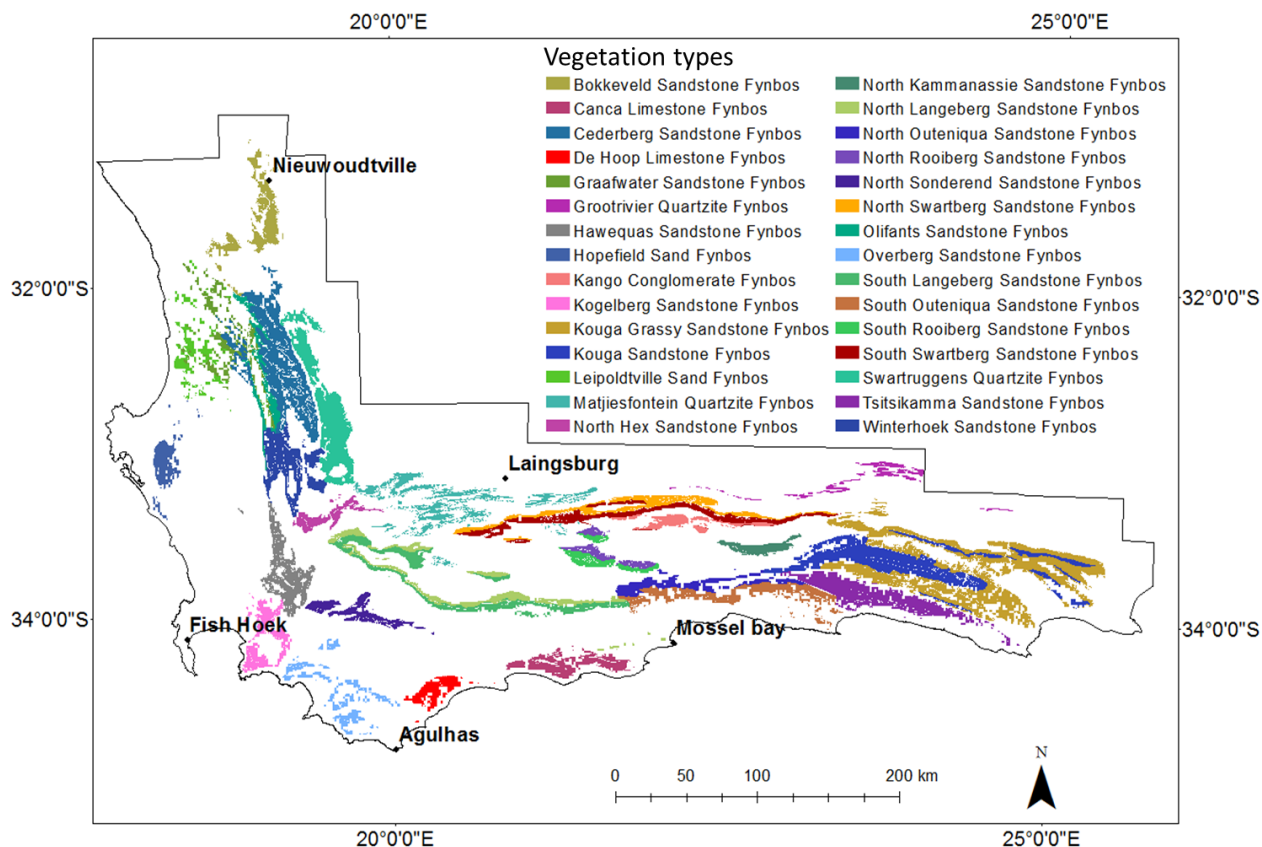 20°0'0"E 25°0'0"E
Vegetation types
Bokkeveld Sandstone Fynbos
Canca Limestone Fynbos
Cederberg Sandstone Fynbos
De Hoop Limestone Fynbos
Graafwater Sandstone Fynbos
Grootrivier Quartzite Fynbos
Hawequas Sandstone Fynbos
Hopefield Sand Fynbos
Kango Conglomerate Fynbos
Kogelberg Sandstone Fynbos
Kouga Grassy Sandstone Fynbos
Kouga Sandstone Fynbos
Leipoldtville Sand Fynbos
Matjiesfontein Quartzite Fynbos
North Hex Sandstone Fynbos
North Kammanassie Sandstone Fynbos
North Langeberg Sandstone Fynbos
North Outeniqua Sandstone Fynbos
North Rooiberg Sandstone Fynbos
North Sonderend Sandstone Fynbos
North Swartberg Sandstone Fynbos
Olifants Sandstone Fynbos
Overberg Sandstone Fynbos
South Langeberg Sandstone Fynbos
South Outeniqua Sandstone Fynbos
South Rooiberg Sandstone Fynbos
South Swartberg Sandstone Fynbos
Swartruggens Quartzite Fynbos
Tsitsikamma Sandstone Fynbos
Winterhoek Sandstone Fynbos
Nieuwoudtville
32°0'0"S 32°0'0"S
Laingsburg
34°0'0"S 34°0'0"S
Fish Hoek
Mossel bay
Agulhas
N
0 50 100 200 km
20°0'0"E 25°0'0"E